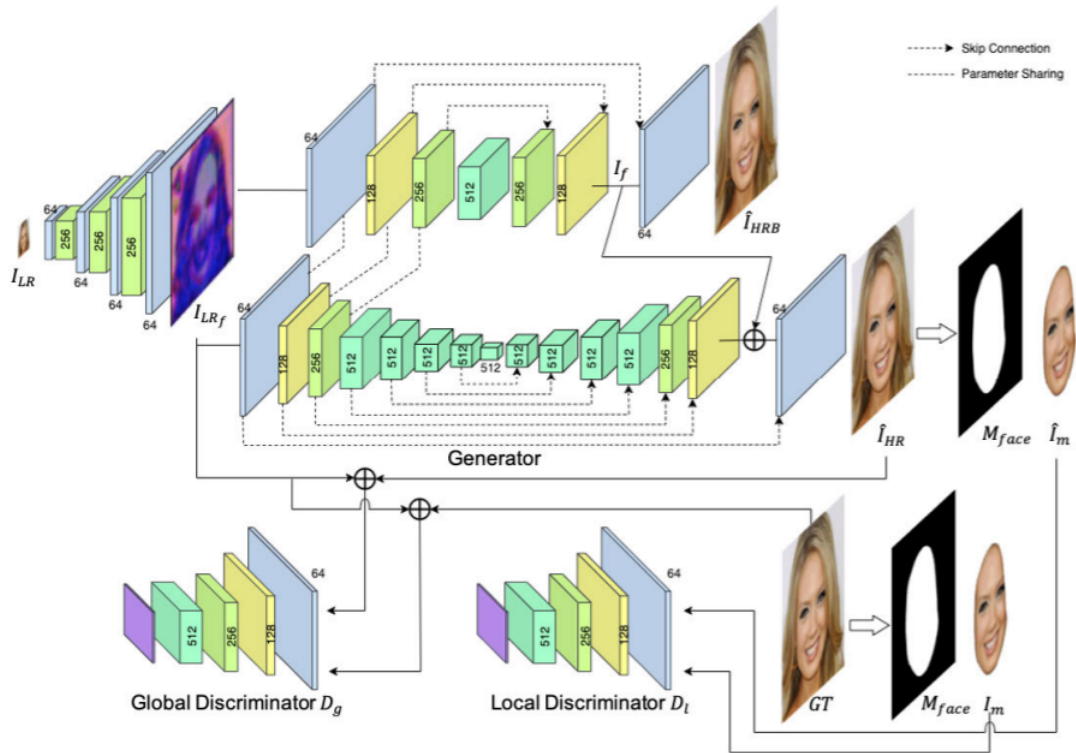 Skip Connection
Parameter Sharing
64
256
64
256
64
256
64
I_LR
I_LR_f
64
128
256
512
256
128
I_f
64
Î_HRB
64
128
256
512
512
512
512
512
512
512
512
512
256
128
64
Î_HR
M_face
Î_m
Generator
512
256
128
64
Global Discriminator D_g
512
256
128
64
Local Discriminator D_l
GT
M_face
I_m